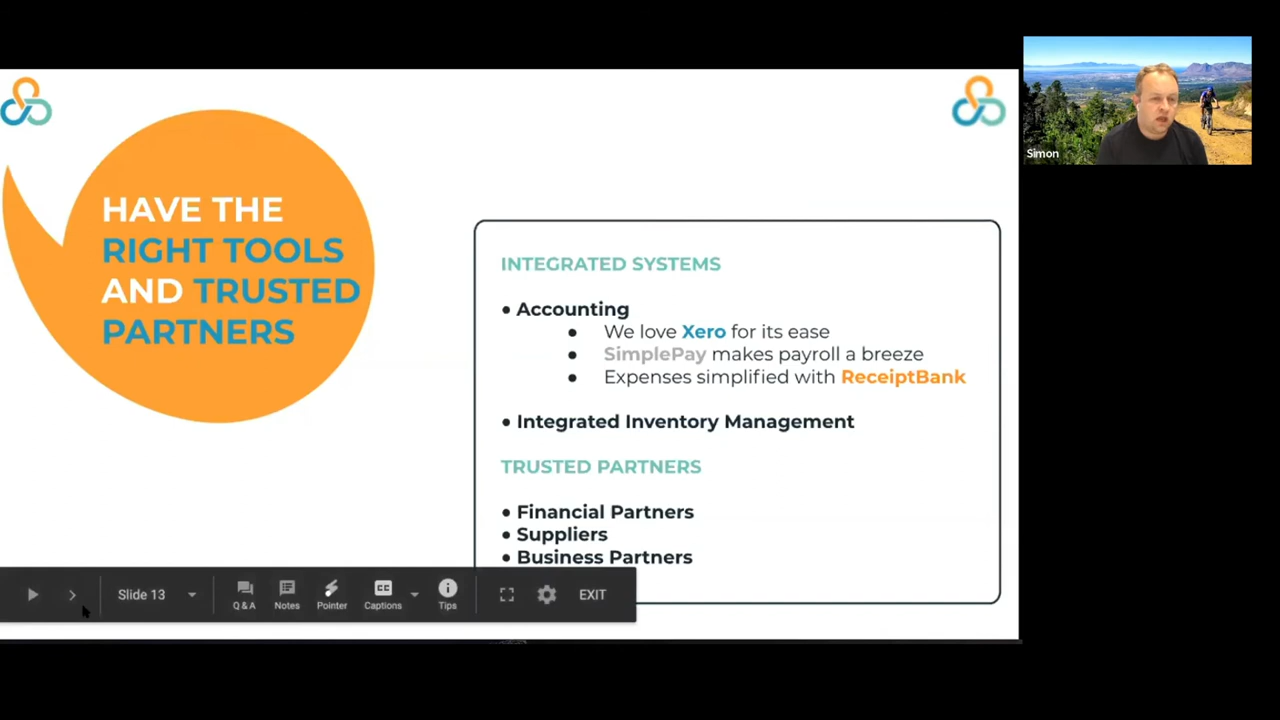 HAVE THE
RIGHT TOOLS
AND TRUSTED
PARTNERS
INTEGRATED SYSTEMS
• Accounting
• We love Xero for its ease
• SimplePay makes payroll a breeze
• Expenses simplified with ReceiptBank
• Integrated Inventory Management
TRUSTED PARTNERS
• Financial Partners
• Suppliers
• Business Partners
Slide 13
Q & A
Notes
Pointer
CC
Captions
Tips
EXIT
Simon